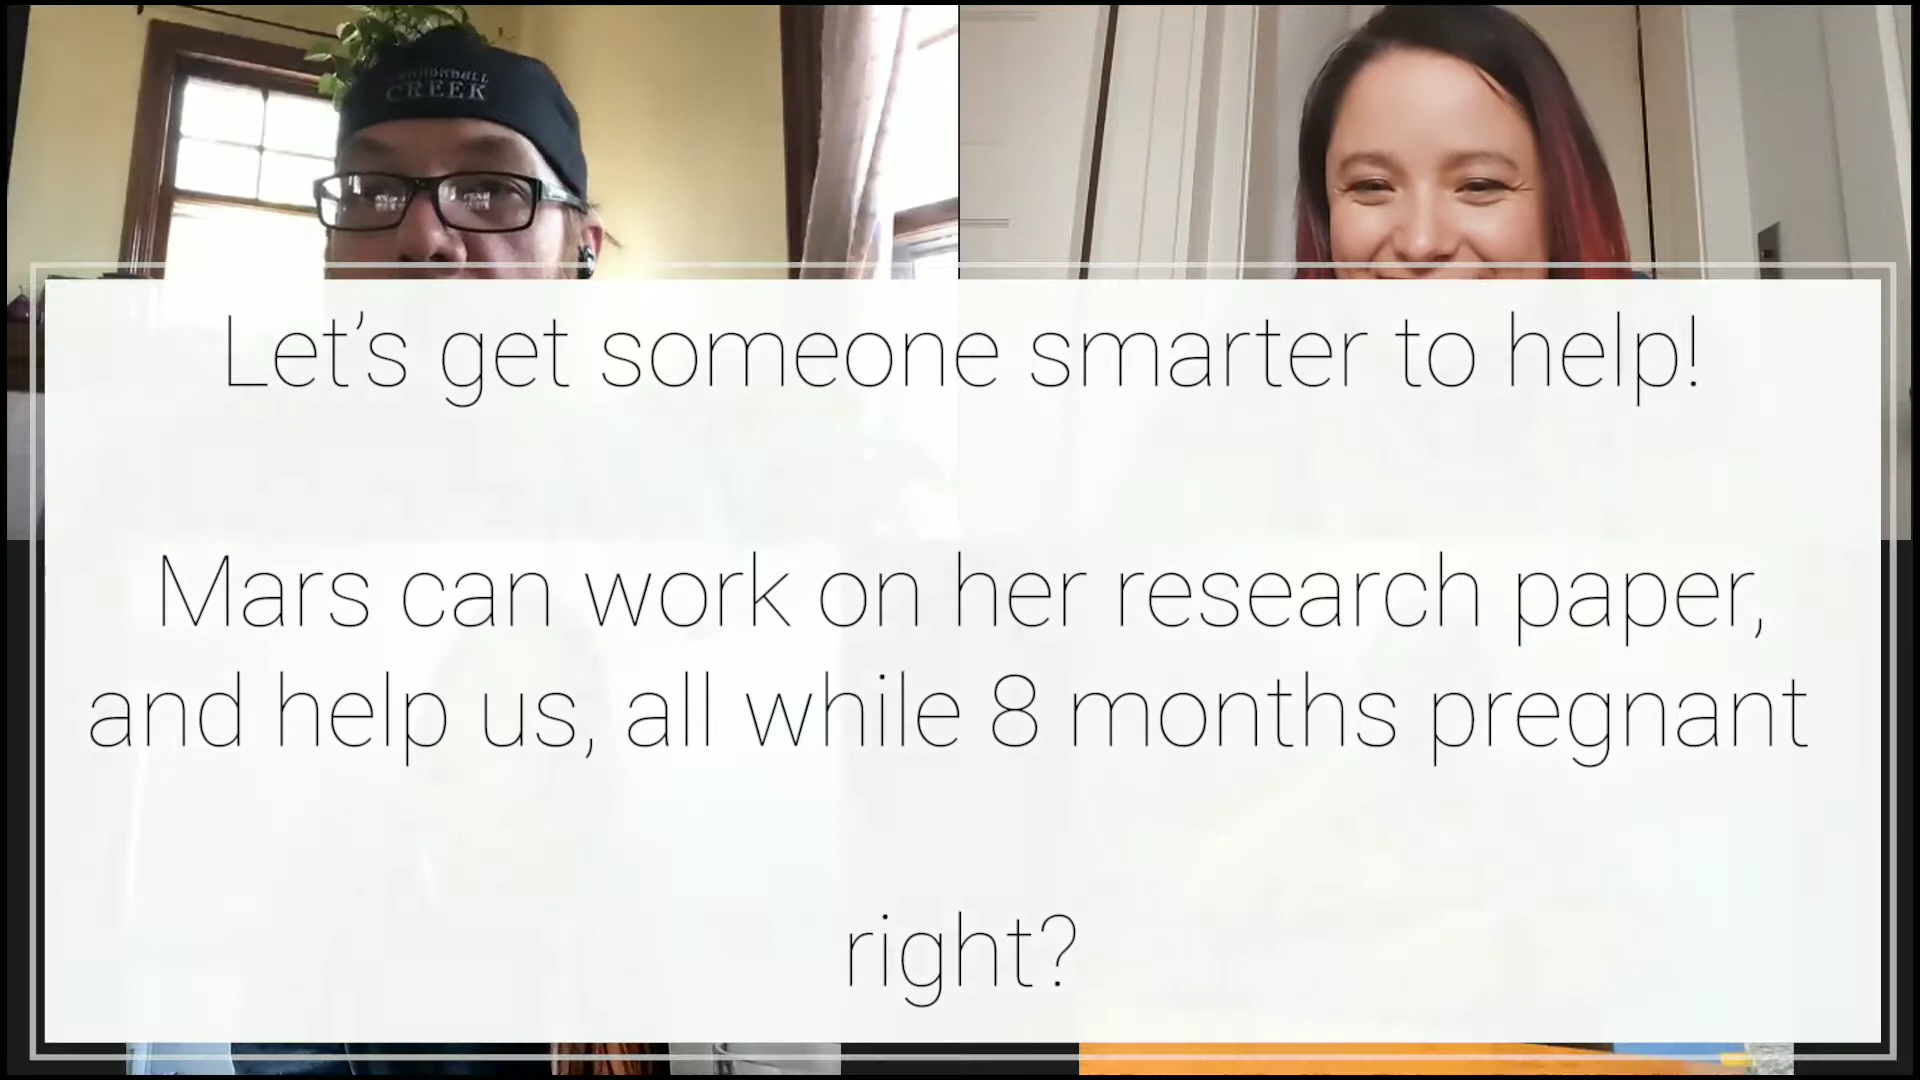 CREEK
Let's get someone smarter to help!
Mars can work on her research paper,
and help us, all while 8 months pregnant
right?